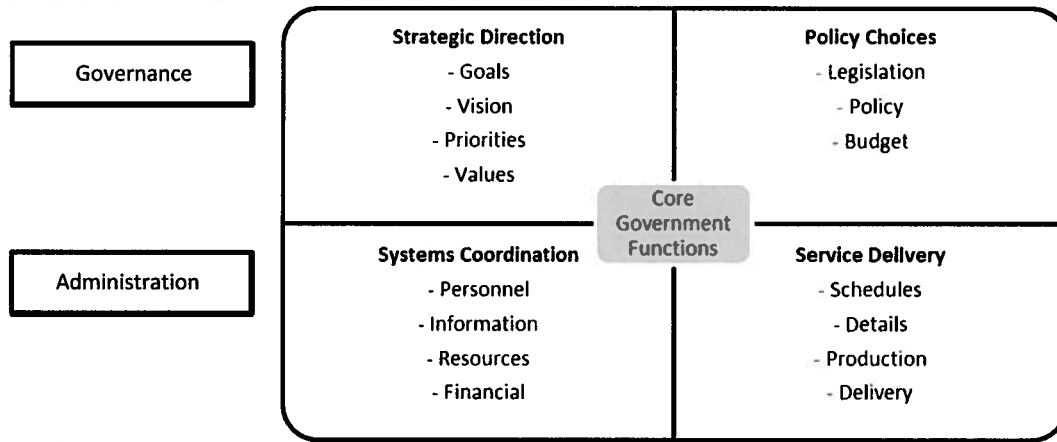 Governance
Strategic Direction
- Goals
- Vision
- Priorities
- Values
Policy Choices
- Legislation
- Policy
- Budget
Core
Government
Functions
Administration
Systems Coordination
- Personnel
- Information
- Resources
- Financial
Service Delivery
- Schedules
- Details
- Production
- Delivery